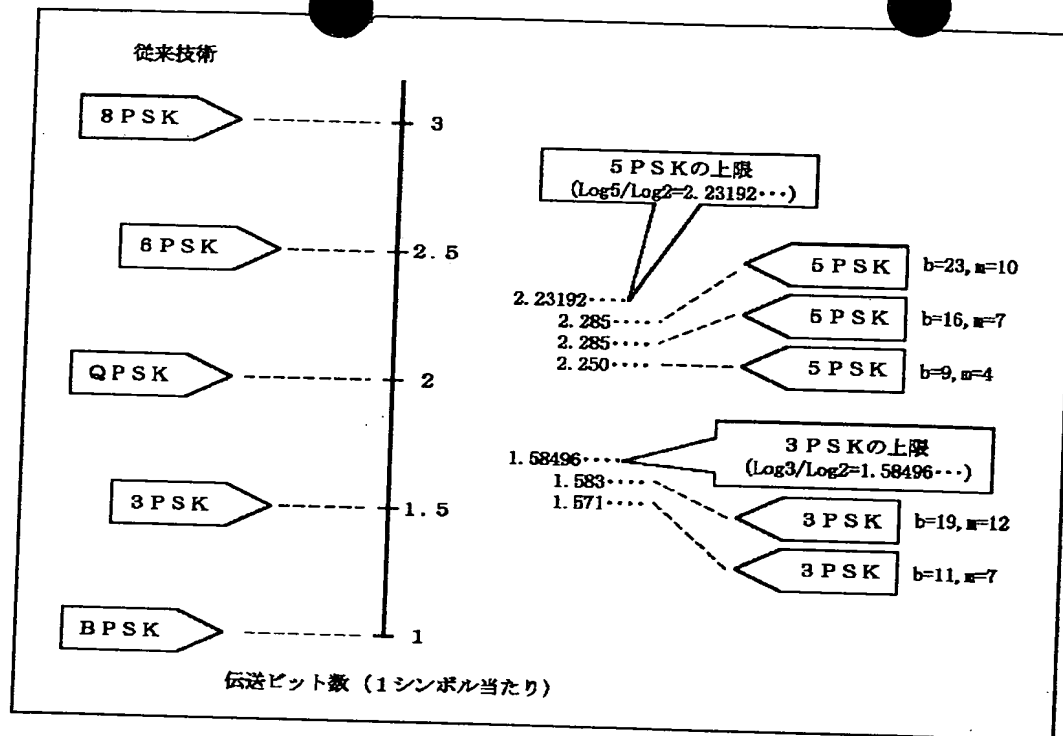 従来技術
8PSK
3
6PSK
2.5
QPSK
2
3PSK
1.5
BPSK
1
伝送ビット数(1シンボル当たり)
5PSKの上限
(Log5/Log2=2.23192···)
2.23192····
2.285····
2.285····
2.250····
5PSK b=23,m=10
5PSK b=16,m=7
5PSK b=9,m=4
3PSKの上限
(Log3/Log2=1.58496···)
1.58496····
1.583····
1.571····
3PSK b=19,m=12
3PSK b=11,m=7